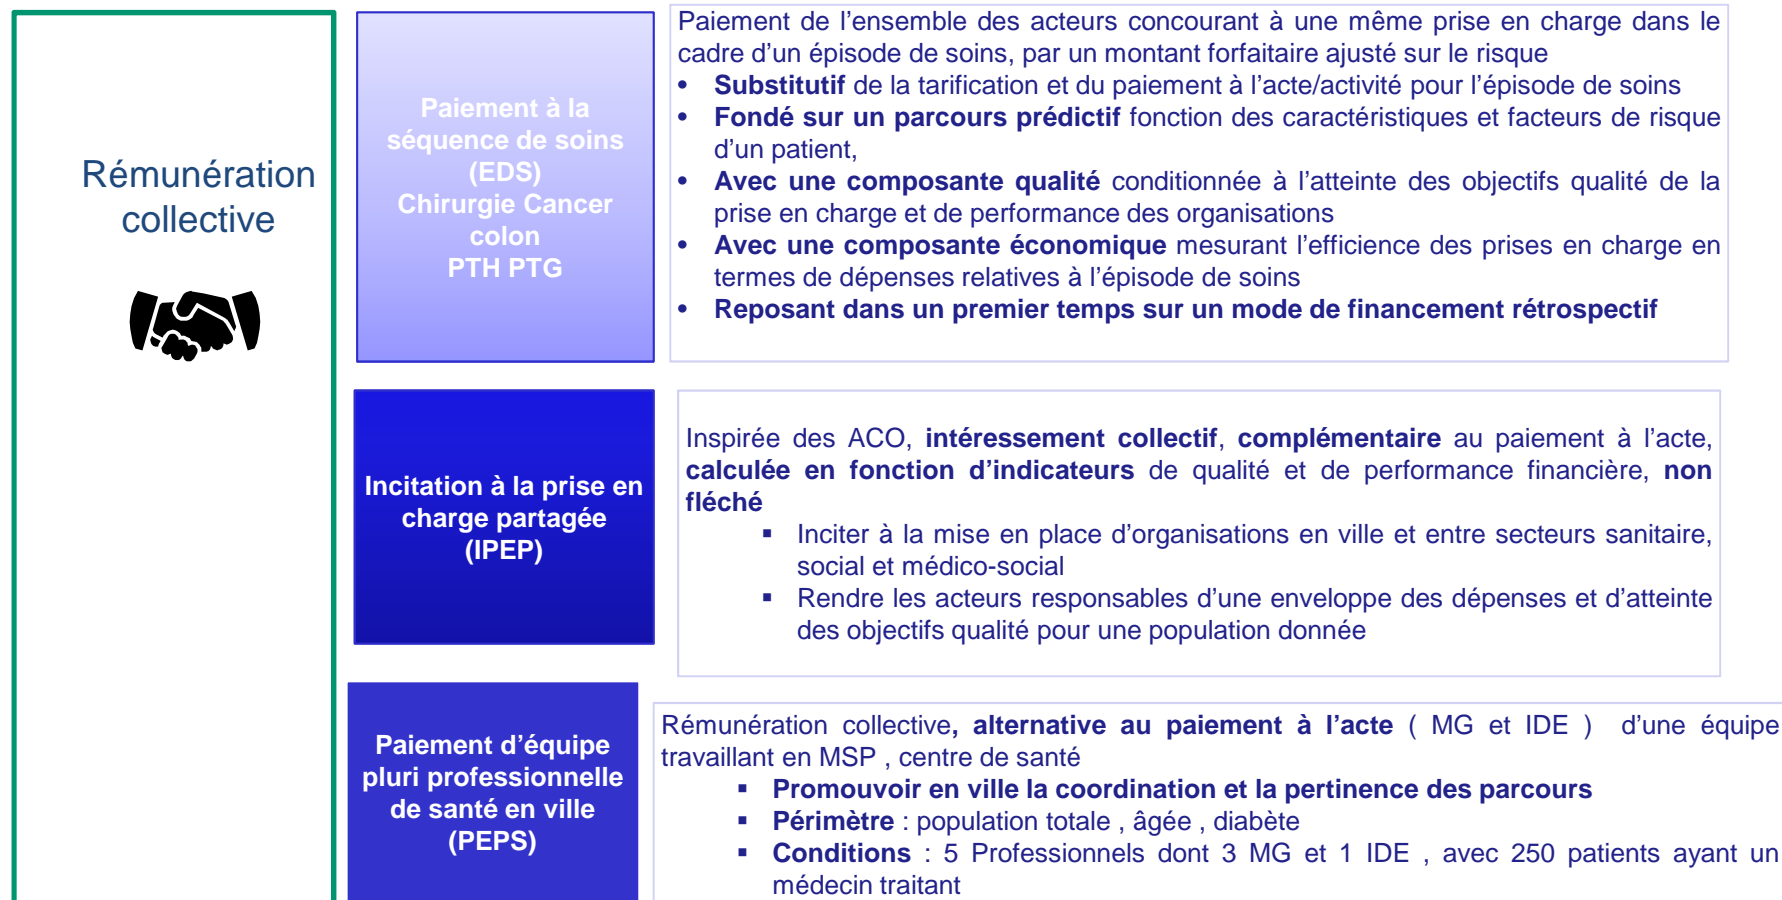 Rémunération
collective
Paiement à la
séquence de soins
(EDS)
Chirurgie Cancer
colon
PTH PTG
Paiement de l’ensemble des acteurs concourant à une même prise en charge dans le
cadre d’un épisode de soins, par un montant forfaitaire ajusté sur le risque
• Substitutif de la tarification et du paiement à l’acte/activité pour l’épisode de soins
• Fondé sur un parcours prédictif fonction des caractéristiques et facteurs de risque
d’un patient,
• Avec une composante qualité conditionnée à l’atteinte des objectifs qualité de la
prise en charge et de performance des organisations
• Avec une composante économique mesurant l’efficience des prises en charge en
termes de dépenses relatives à l’épisode de soins
• Reposant dans un premier temps sur un mode de financement rétrospectif
Incitation à la prise en
charge partagée
(IPEP)
Inspirée des ACO, intéressement collectif, complémentaire au paiement à l’acte,
calculée en fonction d’indicateurs de qualité et de performance financière, non
fléché
▪ Inciter à la mise en place d’organisations en ville et entre secteurs sanitaire,
social et médico-social
▪ Rendre les acteurs responsables d’une enveloppe des dépenses et d’atteinte
des objectifs qualité pour une population donnée
Paiement d’équipe
pluri professionnelle
de santé en ville
(PEPS)
Rémunération collective, alternative au paiement à l’acte ( MG et IDE ) d’une équipe
travaillant en MSP , centre de santé
▪ Promouvoir en ville la coordination et la pertinence des parcours
▪ Périmètre : population totale , âgée , diabète
▪ Conditions : 5 Professionnels dont 3 MG et 1 IDE , avec 250 patients ayant un
médecin traitant